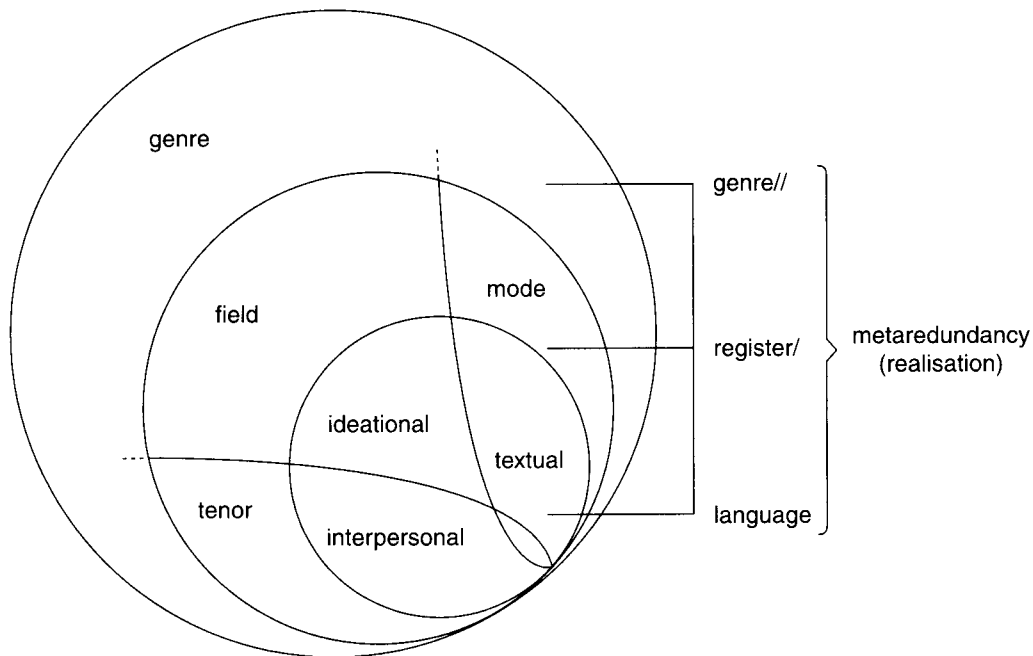 genre
genre//
mode
field
register/
metaredundancy
(realisation)
ideational
textual
tenor
language
interpersonal